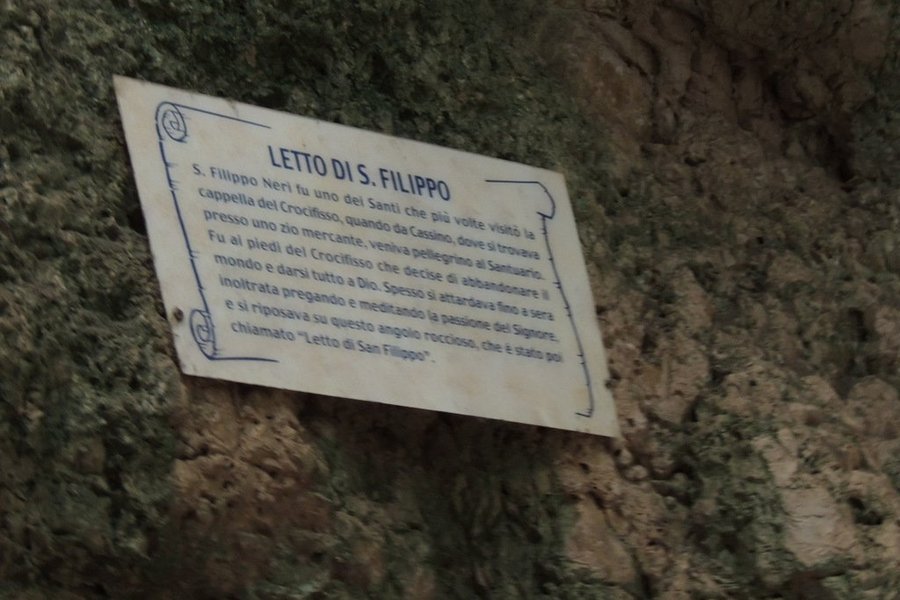 LETTO DI S. FILIPPO
S. Filippo Neri fu uno dei Santi che più volte visitò la
cappella del Crocifisso, quando da Cassino, dove si trovava
presso uno zio mercante, veniva pellegrino al Santuario.
Fu ai piedi del Crocifisso che decise di abbandonare il
mondo e darsi tutto a Dio. Spesso si attardava fino a sera
inoltrata pregando e meditando la passione del Signore,
e si riposava su questo angolo roccioso, che è stato poi
chiamato "Letto di San Filippo".